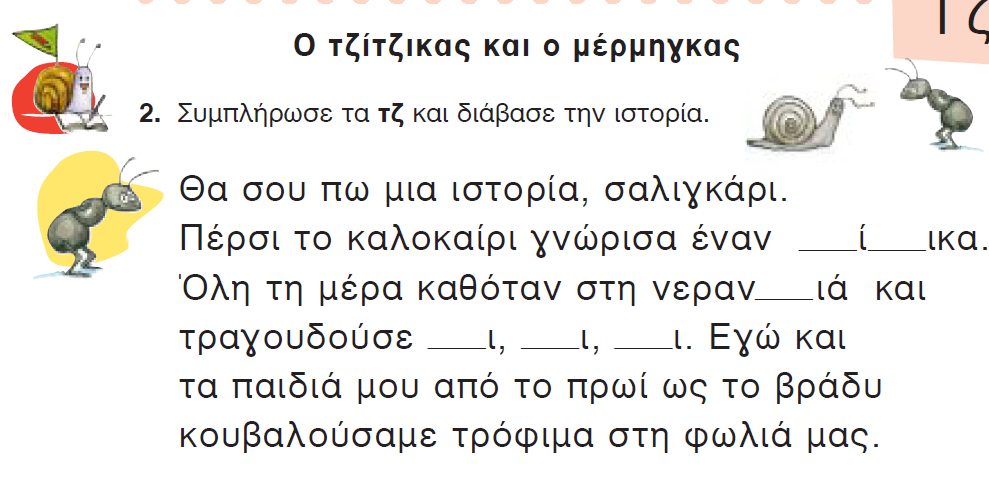 Τζ
Ο τζίτζικας και ο μέρμηγκας
2. Συμπλήρωσε τα τζ και διάβασε την ιστορία.
Θα σου πω μια ιστορία, σαλιγκάρι.
Πέρσι το καλοκαίρι γνώρισα έναν ___ί___ικα.
Όλη τη μέρα καθόταν στη νεραν___ιά και
τραγουδούσε ___ι, ___ι, ___ι. Εγώ και
τα παιδιά μου από το πρωί ως το βράδυ
κουβαλούσαμε τρόφιμα στη φωλιά μας.